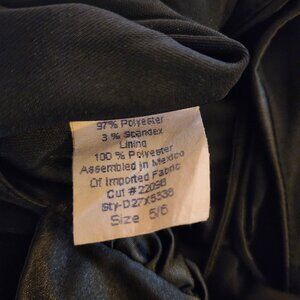 97% Polyester
3 % Spandex
Lining
100 % Polyester
Assembled in Mexico
Of Imported Fabric
Cut #22098
Sty-D27X5338
Size 5/6